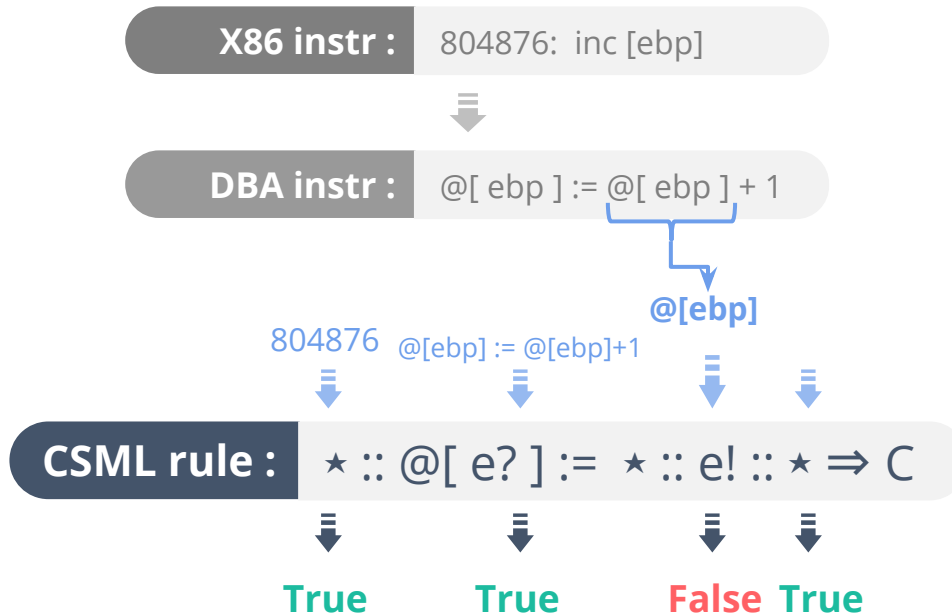 X86 instr : 804876: inc [ebp]
DBA instr : @[ ebp ] := @[ ebp ] + 1
@[ebp]
804876 @[ebp] := @[ebp]+1
CSML rule : ⋆ :: @[ e? ] := ⋆ :: e! :: ⋆ ⇒ C
True True False True